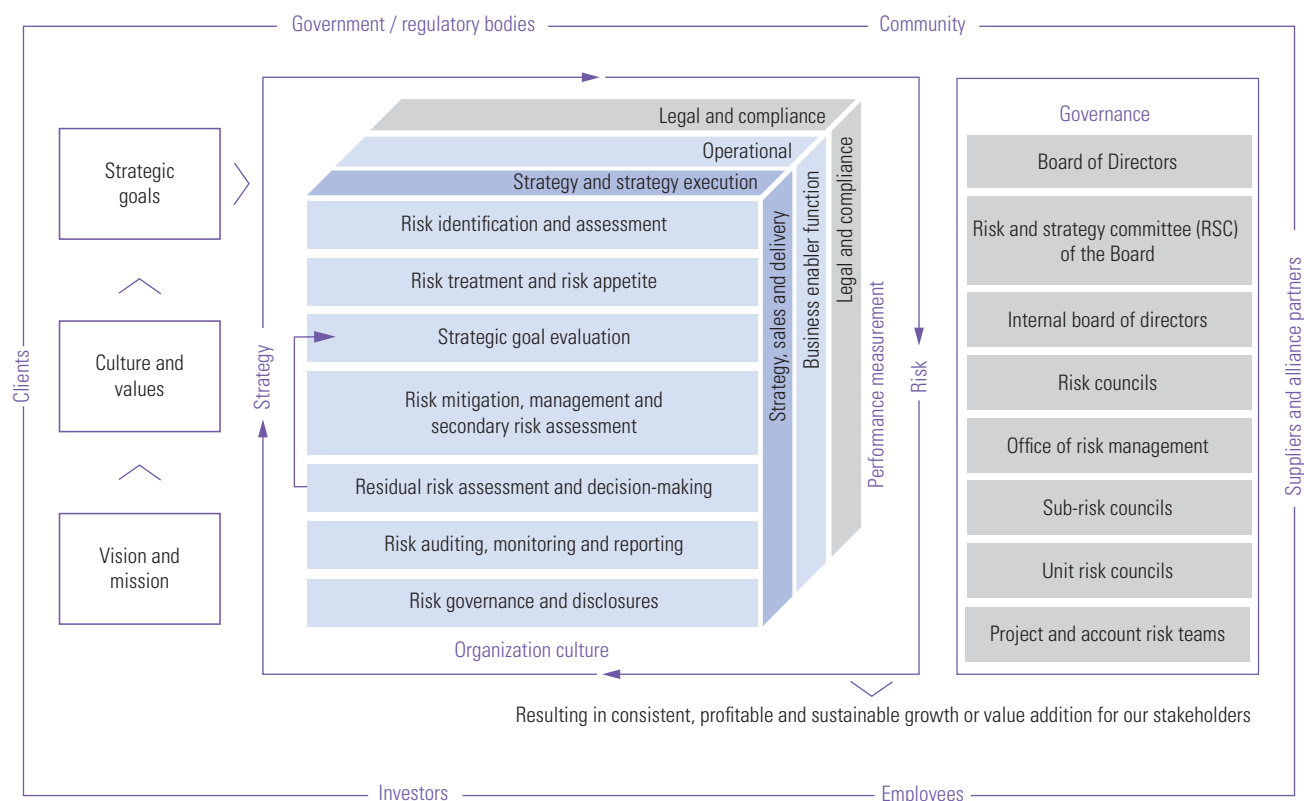 Government / regulatory bodies
Community
Clients
Strategic
goals
Culture and
values
Vision and
mission
Strategy
Legal and compliance
Operational
Strategy and strategy execution
Risk identification and assessment
Risk treatment and risk appetite
Strategic goal evaluation
Risk mitigation, management and
secondary risk assessment
Residual risk assessment and decision-making
Risk auditing, monitoring and reporting
Risk governance and disclosures
Strategy, sales and delivery
Business enabler function
Legal and compliance
Performance measurement
Risk
Organization culture
Governance
Board of Directors
Risk and strategy committee (RSC)
of the Board
Internal board of directors
Risk councils
Office of risk management
Sub-risk councils
Unit risk councils
Project and account risk teams
Suppliers and alliance partners
Resulting in consistent, profitable and sustainable growth or value addition for our stakeholders
Investors
Employees